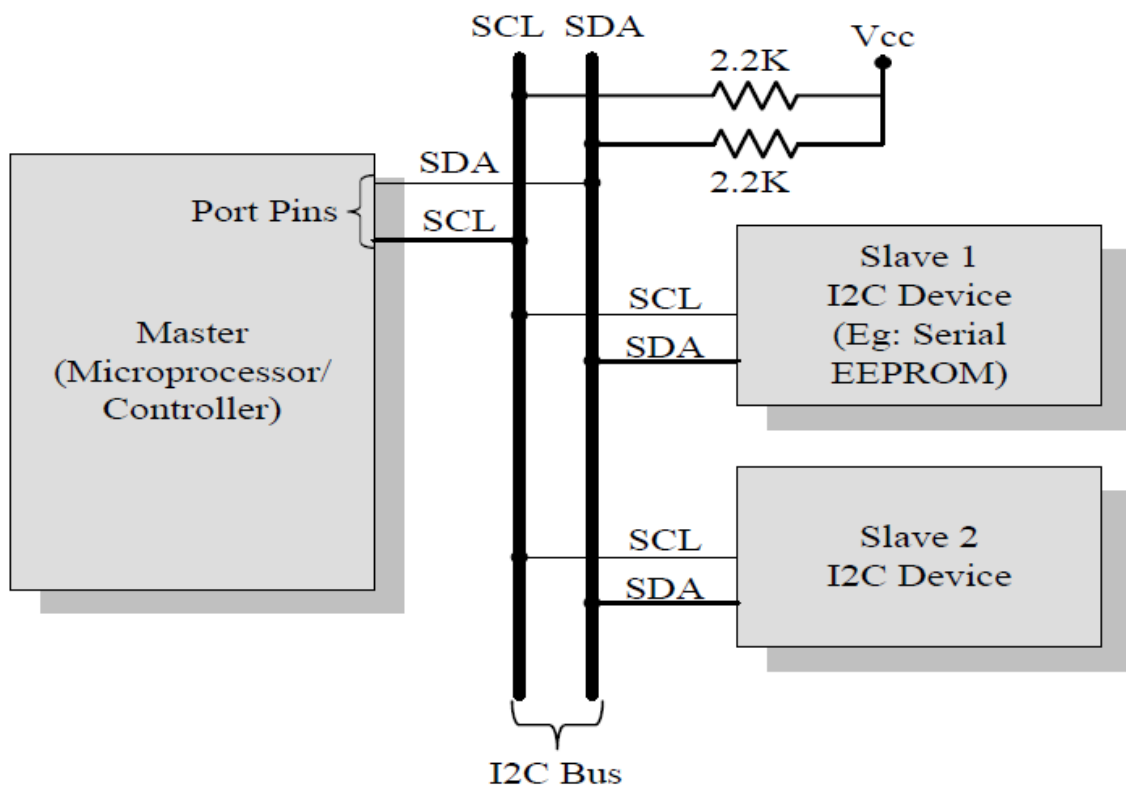 SCL SDA
Vcc
2.2K
2.2K
SDA
Port Pins
SCL
Master
(Microprocessor/
Controller)
SCL
SDA
Slave 1
I2C Device
(Eg: Serial
EEPROM)
SCL
SDA
Slave 2
I2C Device
I2C Bus